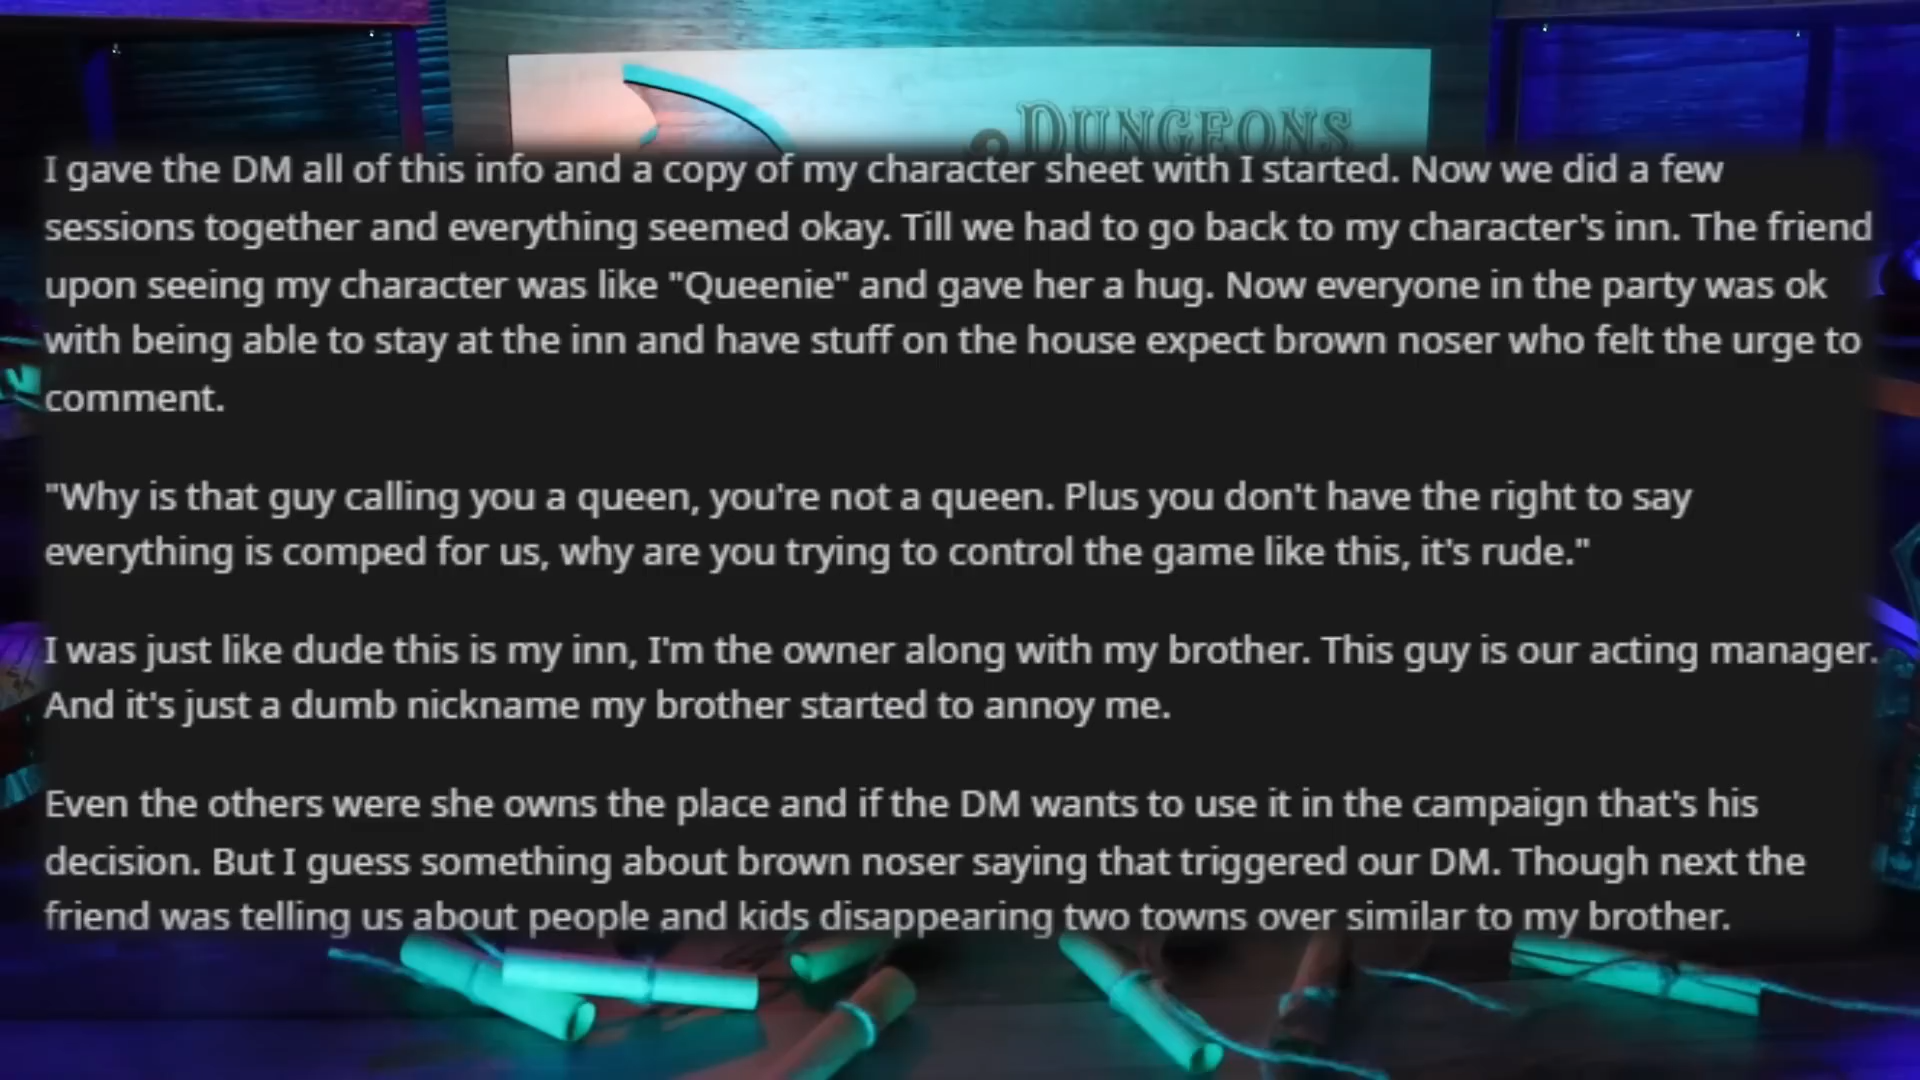 DUNGEONS
I gave the DM all of this info and a copy of my character sheet with I started. Now we did a few
sessions together and everything seemed okay. Till we had to go back to my character's inn. The friend
upon seeing my character was like "Queenie" and gave her a hug. Now everyone in the party was ok
with being able to stay at the inn and have stuff on the house expect brown noser who felt the urge to
comment.
"Why is that guy calling you a queen, you're not a queen. Plus you don't have the right to say
everything is comped for us, why are you trying to control the game like this, it's rude."
I was just like dude this is my inn, I'm the owner along with my brother. This guy is our acting manager.
And it's just a dumb nickname my brother started to annoy me.
Even the others were she owns the place and if the DM wants to use it in the campaign that's his
decision. But I guess something about brown noser saying that triggered our DM. Though next the
friend was telling us about people and kids disappearing two towns over similar to my brother.